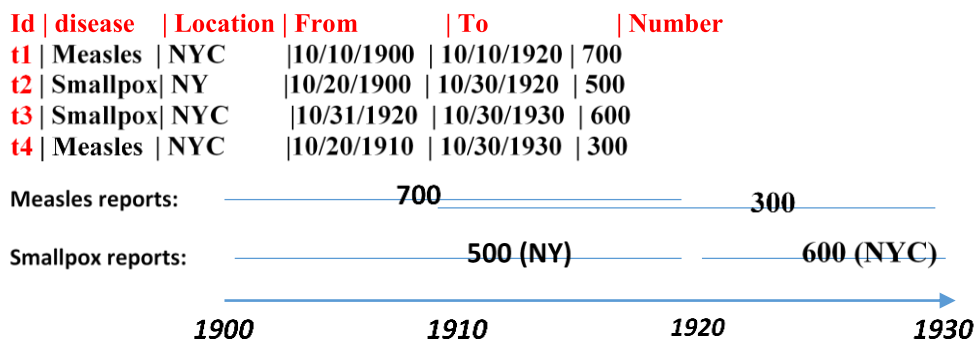 Id | disease | Location | From | To | Number
t1 | Measles | NYC |10/10/1900 | 10/10/1920 | 700
t2 | Smallpox| NY |10/20/1900 | 10/30/1920 | 500
t3 | Smallpox| NYC |10/31/1920 | 10/30/1930 | 600
t4 | Measles | NYC |10/20/1910 | 10/30/1930 | 300
Measles reports: 700 300
Smallpox reports: 500 (NY) 600 (NYC)
1900 1910 1920 1930